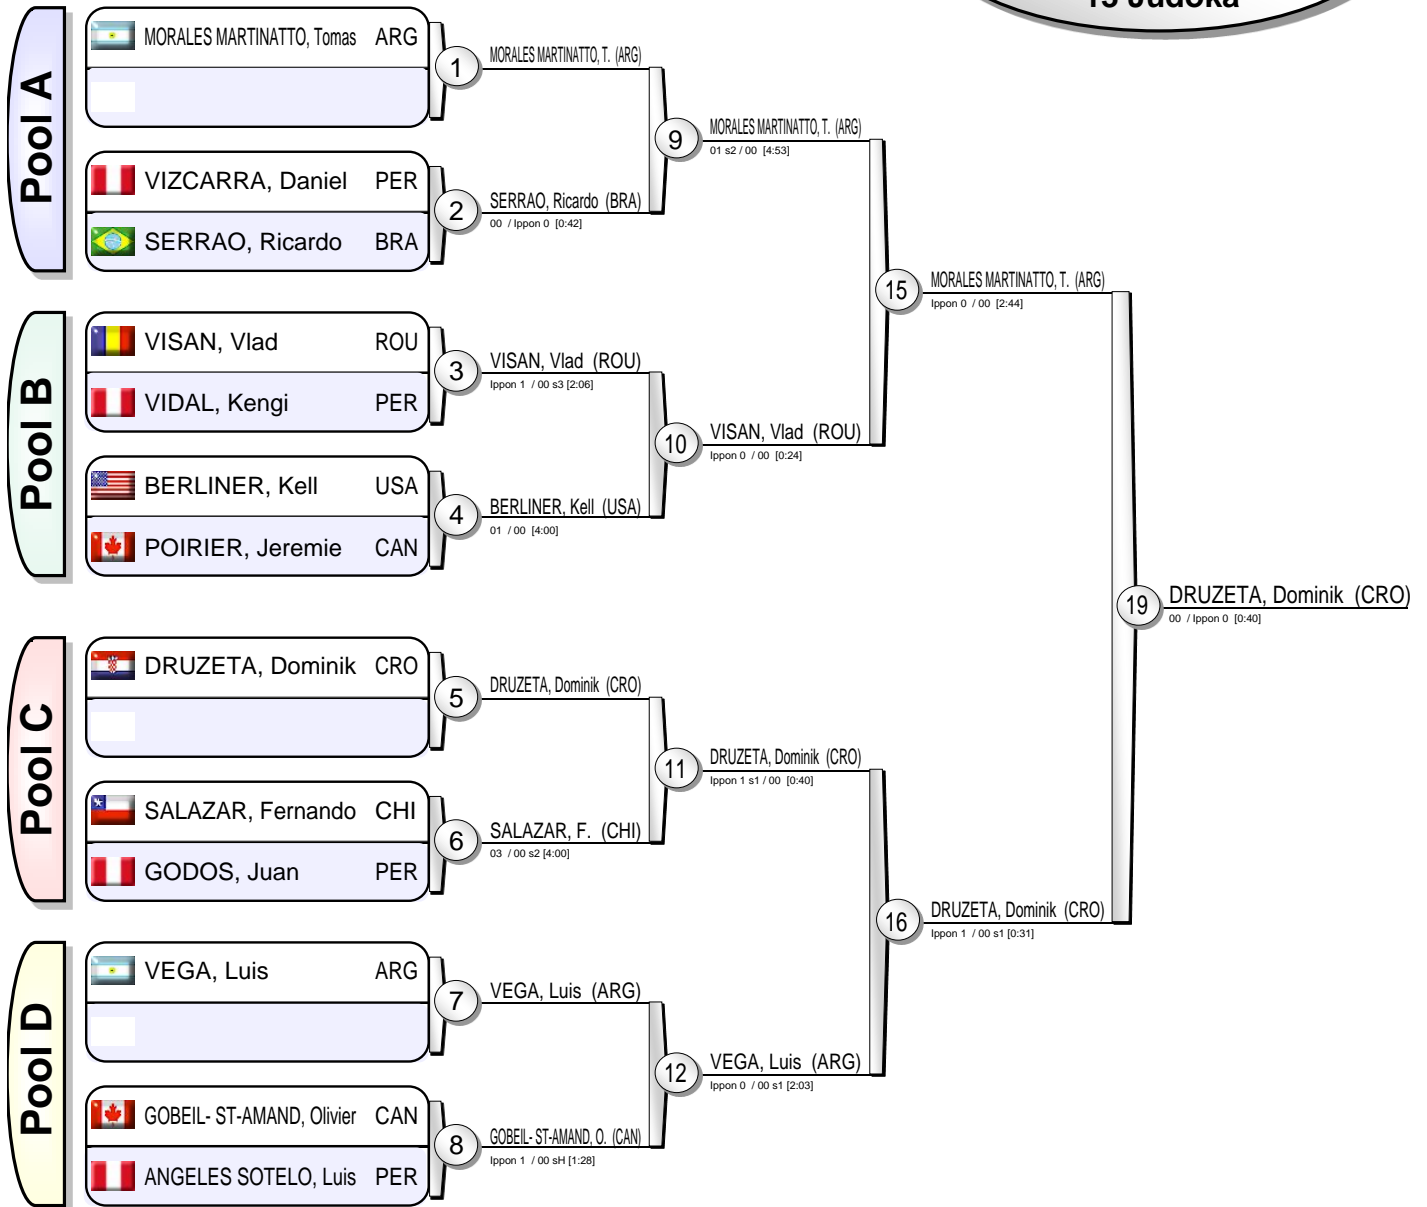 13 Judoka
Pool A
MORALES MARTINATTO, Tomas ARG
1
MORALES MARTINATTO, T. (ARG)
VIZCARRA, Daniel PER
SERRAO, Ricardo BRA
2
SERRAO, Ricardo (BRA)
00 / Ippon 0 [0:42]
9
MORALES MARTINATTO, T. (ARG)
01 s2 / 00 [4:53]
Pool B
VISAN, Vlad ROU
VIDAL, Kengi PER
3
VISAN, Vlad (ROU)
Ippon 1 / 00 s3 [2:06]
BERLINER, Kell USA
POIRIER, Jeremie CAN
4
BERLINER, Kell (USA)
01 / 00 [4:00]
10
VISAN, Vlad (ROU)
Ippon 0 / 00 [0:24]
15
MORALES MARTINATTO, T. (ARG)
Ippon 0 / 00 [2:44]
Pool C
DRUZETA, Dominik CRO
5
DRUZETA, Dominik (CRO)
SALAZAR, Fernando CHI
GODOS, Juan PER
6
SALAZAR, F. (CHI)
03 / 00 s2 [4:00]
11
DRUZETA, Dominik (CRO)
Ippon 1 s1 / 00 [0:40]
Pool D
VEGA, Luis ARG
7
VEGA, Luis (ARG)
GOBEIL- ST-AMAND, Olivier CAN
ANGELES SOTELO, Luis PER
8
GOBEIL- ST-AMAND, O. (CAN)
Ippon 1 / 00 sH [1:28]
12
VEGA, Luis (ARG)
Ippon 0 / 00 s1 [2:03]
16
DRUZETA, Dominik (CRO)
Ippon 1 / 00 s1 [0:31]
19
DRUZETA, Dominik (CRO)
00 / Ippon 0 [0:40]